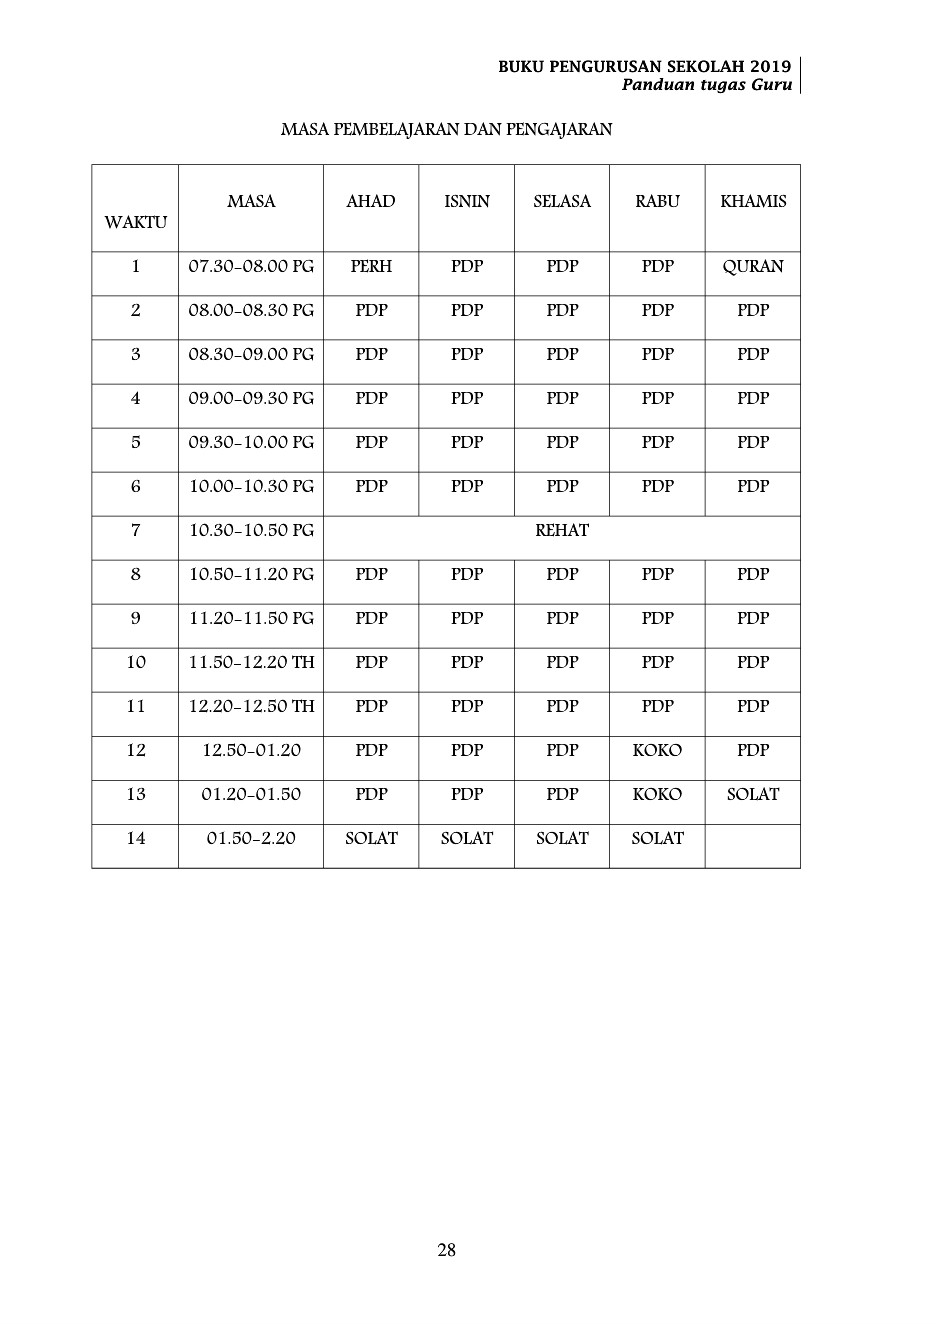 BUKU PENGURUSAN SEKOLAH 2019
Panduan tugas Guru
MASA PEMBELAJARAN DAN PENGAJARAN
WAKTU MASA AHAD ISNIN SELASA RABU KHAMIS
1 07.30-08.00 PG PERH PDP PDP PDP QURAN
2 08.00-08.30 PG PDP PDP PDP PDP PDP
3 08.30-09.00 PG PDP PDP PDP PDP PDP
4 09.00-09.30 PG PDP PDP PDP PDP PDP
5 09.30-10.00 PG PDP PDP PDP PDP PDP
6 10.00-10.30 PG PDP PDP PDP PDP PDP
7 10.30-10.50 PG REHAT
8 10.50-11.20 PG PDP PDP PDP PDP PDP
9 11.20-11.50 PG PDP PDP PDP PDP PDP
10 11.50-12.20 TH PDP PDP PDP PDP PDP
11 12.20-12.50 TH PDP PDP PDP PDP PDP
12 12.50-01.20 PDP PDP PDP KOKO PDP
13 01.20-01.50 PDP PDP PDP KOKO SOLAT
14 01.50-2.20 SOLAT SOLAT SOLAT SOLAT
28